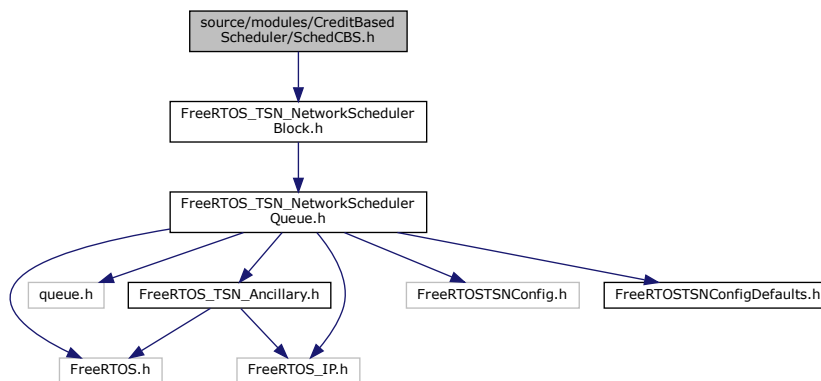 source/modules/CreditBased
Scheduler/SchedCBS.h
FreeRTOS_TSN_NetworkScheduler
Block.h
FreeRTOS_TSN_NetworkScheduler
Queue.h
queue.h
FreeRTOS_TSN_Ancillary.h
FreeRTOSTSNConfig.h
FreeRTOSTSNConfigDefaults.h
FreeRTOS.h
FreeRTOS_IP.h